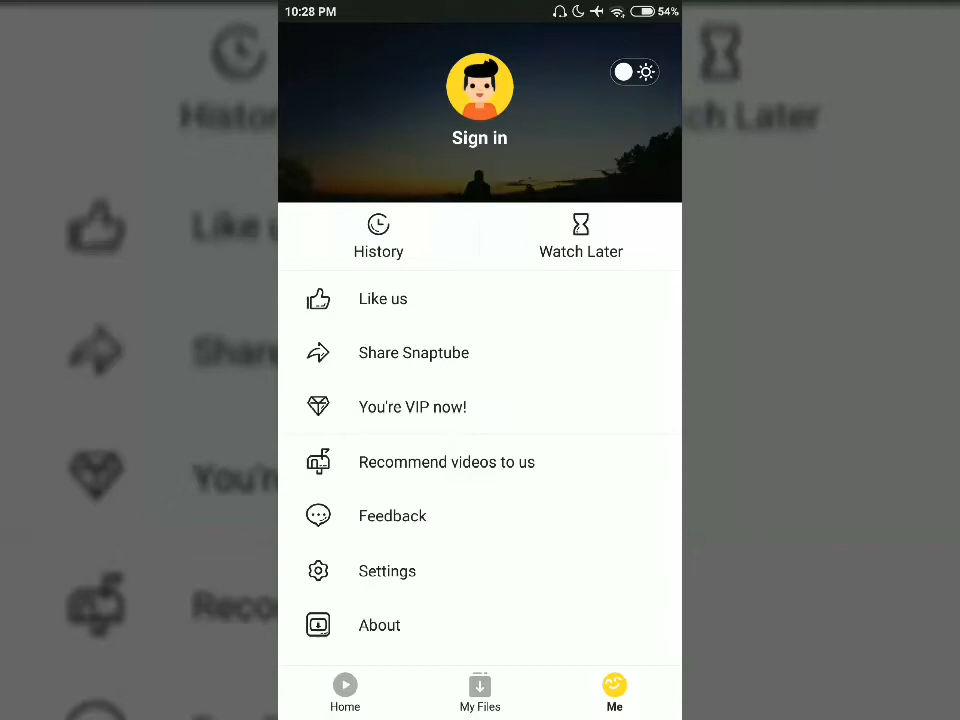 10:28 PM 54%
Sign in
History Watch Later
Like us
Share Snaptube
You're VIP now!
Recommend videos to us
Feedback
Settings
About
Home My Files Me